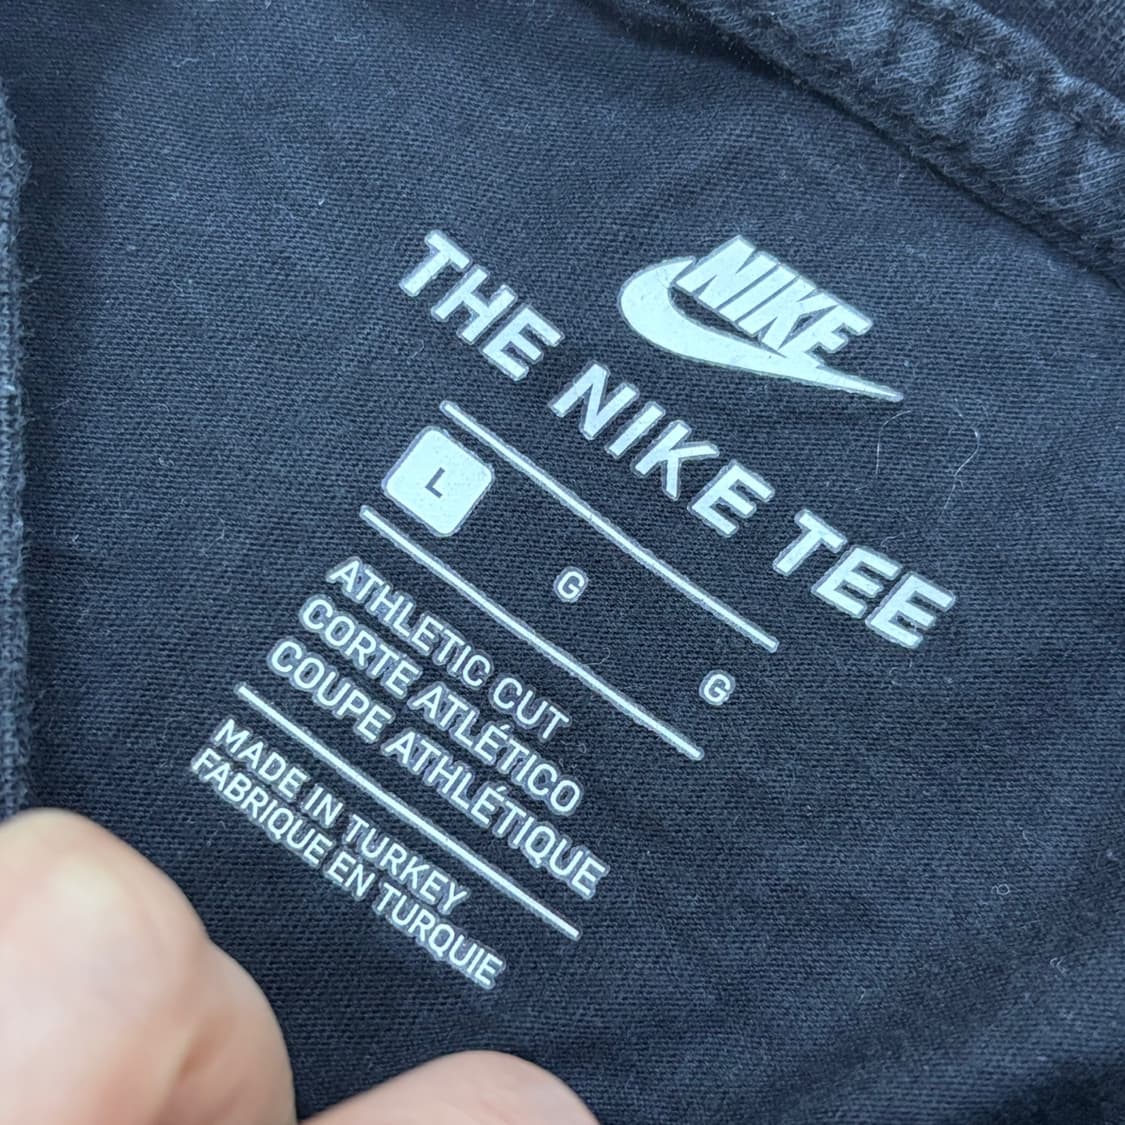 NIKE
THE NIKE TEE
L G G
ATHLETIC CUT
CORTE ATLÉTICO
COUPE ATHLÉTIQUE
MADE IN TURKEY
FABRIQUE EN TURQUIE